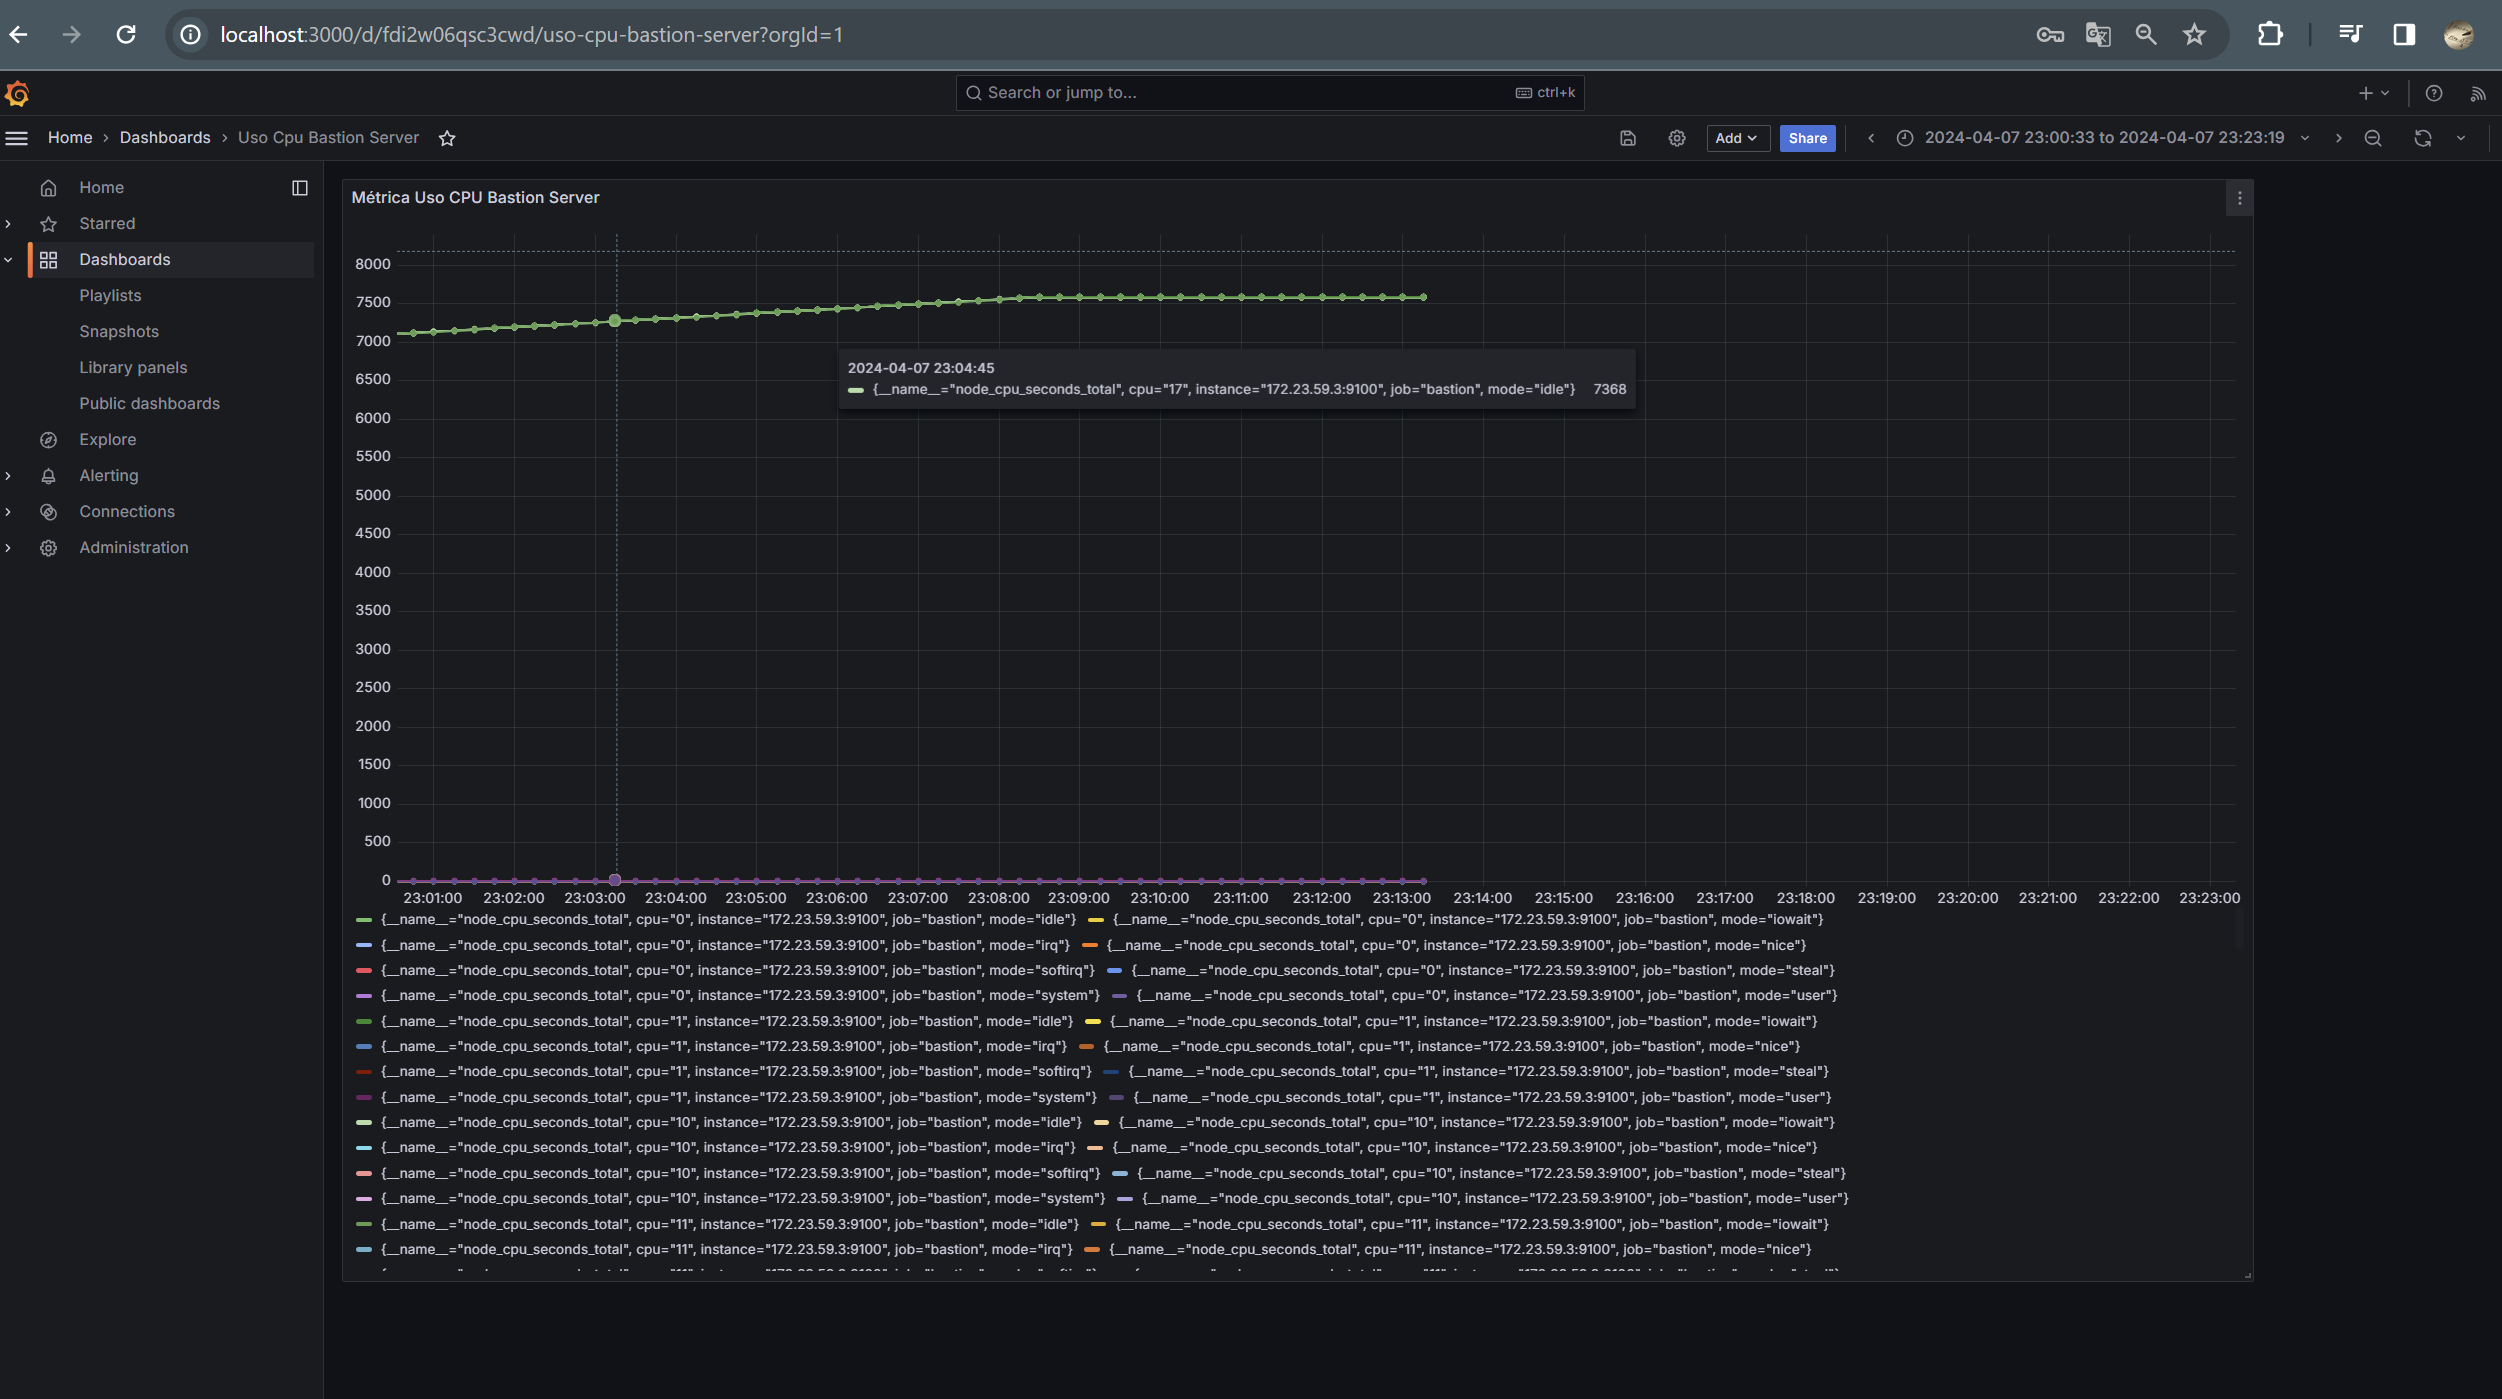 localhost:3000/d/fdi2w06qsc3cwd/uso-cpu-bastion-server?orgId=1
Search or jump to... ctrl+k
Home Dashboards Uso Cpu Bastion Server Add Share 2024-04-07 23:00:33 to 2024-04-07 23:23:19
Home
Starred
Dashboards
Playlists
Snapshots
Library panels
Public dashboards
Explore
Alerting
Connections
Administration
Métrica Uso CPU Bastion Server
8000
7500
7000
6500
6000
5500
5000
4500
4000
3500
3000
2500
2000
1500
1000
500
0
2024-04-07 23:04:45
{__name__="node_cpu_seconds_total", cpu="17", instance="172.23.59.3:9100", job="bastion", mode="idle"} 7368
23:01:00 23:02:00 23:03:00 23:04:00 23:05:00 23:06:00 23:07:00 23:08:00 23:09:00 23:10:00 23:11:00 23:12:00 23:13:00 23:14:00 23:15:00 23:16:00 23:17:00 23:18:00 23:19:00 23:20:00 23:21:00 23:22:00 23:23:00
{__name__="node_cpu_seconds_total", cpu="0", instance="172.23.59.3:9100", job="bastion", mode="idle"} {__name__="node_cpu_seconds_total", cpu="0", instance="172.23.59.3:9100", job="bastion", mode="iowait"}
{__name__="node_cpu_seconds_total", cpu="0", instance="172.23.59.3:9100", job="bastion", mode="irq"} {__name__="node_cpu_seconds_total", cpu="0", instance="172.23.59.3:9100", job="bastion", mode="nice"}
{__name__="node_cpu_seconds_total", cpu="0", instance="172.23.59.3:9100", job="bastion", mode="softirq"} {__name__="node_cpu_seconds_total", cpu="0", instance="172.23.59.3:9100", job="bastion", mode="steal"}
{__name__="node_cpu_seconds_total", cpu="0", instance="172.23.59.3:9100", job="bastion", mode="system"} {__name__="node_cpu_seconds_total", cpu="0", instance="172.23.59.3:9100", job="bastion", mode="user"}
{__name__="node_cpu_seconds_total", cpu="1", instance="172.23.59.3:9100", job="bastion", mode="idle"} {__name__="node_cpu_seconds_total", cpu="1", instance="172.23.59.3:9100", job="bastion", mode="iowait"}
{__name__="node_cpu_seconds_total", cpu="1", instance="172.23.59.3:9100", job="bastion", mode="irq"} {__name__="node_cpu_seconds_total", cpu="1", instance="172.23.59.3:9100", job="bastion", mode="nice"}
{__name__="node_cpu_seconds_total", cpu="1", instance="172.23.59.3:9100", job="bastion", mode="softirq"} {__name__="node_cpu_seconds_total", cpu="1", instance="172.23.59.3:9100", job="bastion", mode="steal"}
{__name__="node_cpu_seconds_total", cpu="1", instance="172.23.59.3:9100", job="bastion", mode="system"} {__name__="node_cpu_seconds_total", cpu="1", instance="172.23.59.3:9100", job="bastion", mode="user"}
{__name__="node_cpu_seconds_total", cpu="10", instance="172.23.59.3:9100", job="bastion", mode="idle"} {__name__="node_cpu_seconds_total", cpu="10", instance="172.23.59.3:9100", job="bastion", mode="iowait"}
{__name__="node_cpu_seconds_total", cpu="10", instance="172.23.59.3:9100", job="bastion", mode="irq"} {__name__="node_cpu_seconds_total", cpu="10", instance="172.23.59.3:9100", job="bastion", mode="nice"}
{__name__="node_cpu_seconds_total", cpu="10", instance="172.23.59.3:9100", job="bastion", mode="softirq"} {__name__="node_cpu_seconds_total", cpu="10", instance="172.23.59.3:9100", job="bastion", mode="steal"}
{__name__="node_cpu_seconds_total", cpu="10", instance="172.23.59.3:9100", job="bastion", mode="system"} {__name__="node_cpu_seconds_total", cpu="10", instance="172.23.59.3:9100", job="bastion", mode="user"}
{__name__="node_cpu_seconds_total", cpu="11", instance="172.23.59.3:9100", job="bastion", mode="idle"} {__name__="node_cpu_seconds_total", cpu="11", instance="172.23.59.3:9100", job="bastion", mode="iowait"}
{__name__="node_cpu_seconds_total", cpu="11", instance="172.23.59.3:9100", job="bastion", mode="irq"} {__name__="node_cpu_seconds_total", cpu="11", instance="172.23.59.3:9100", job="bastion", mode="nice"}